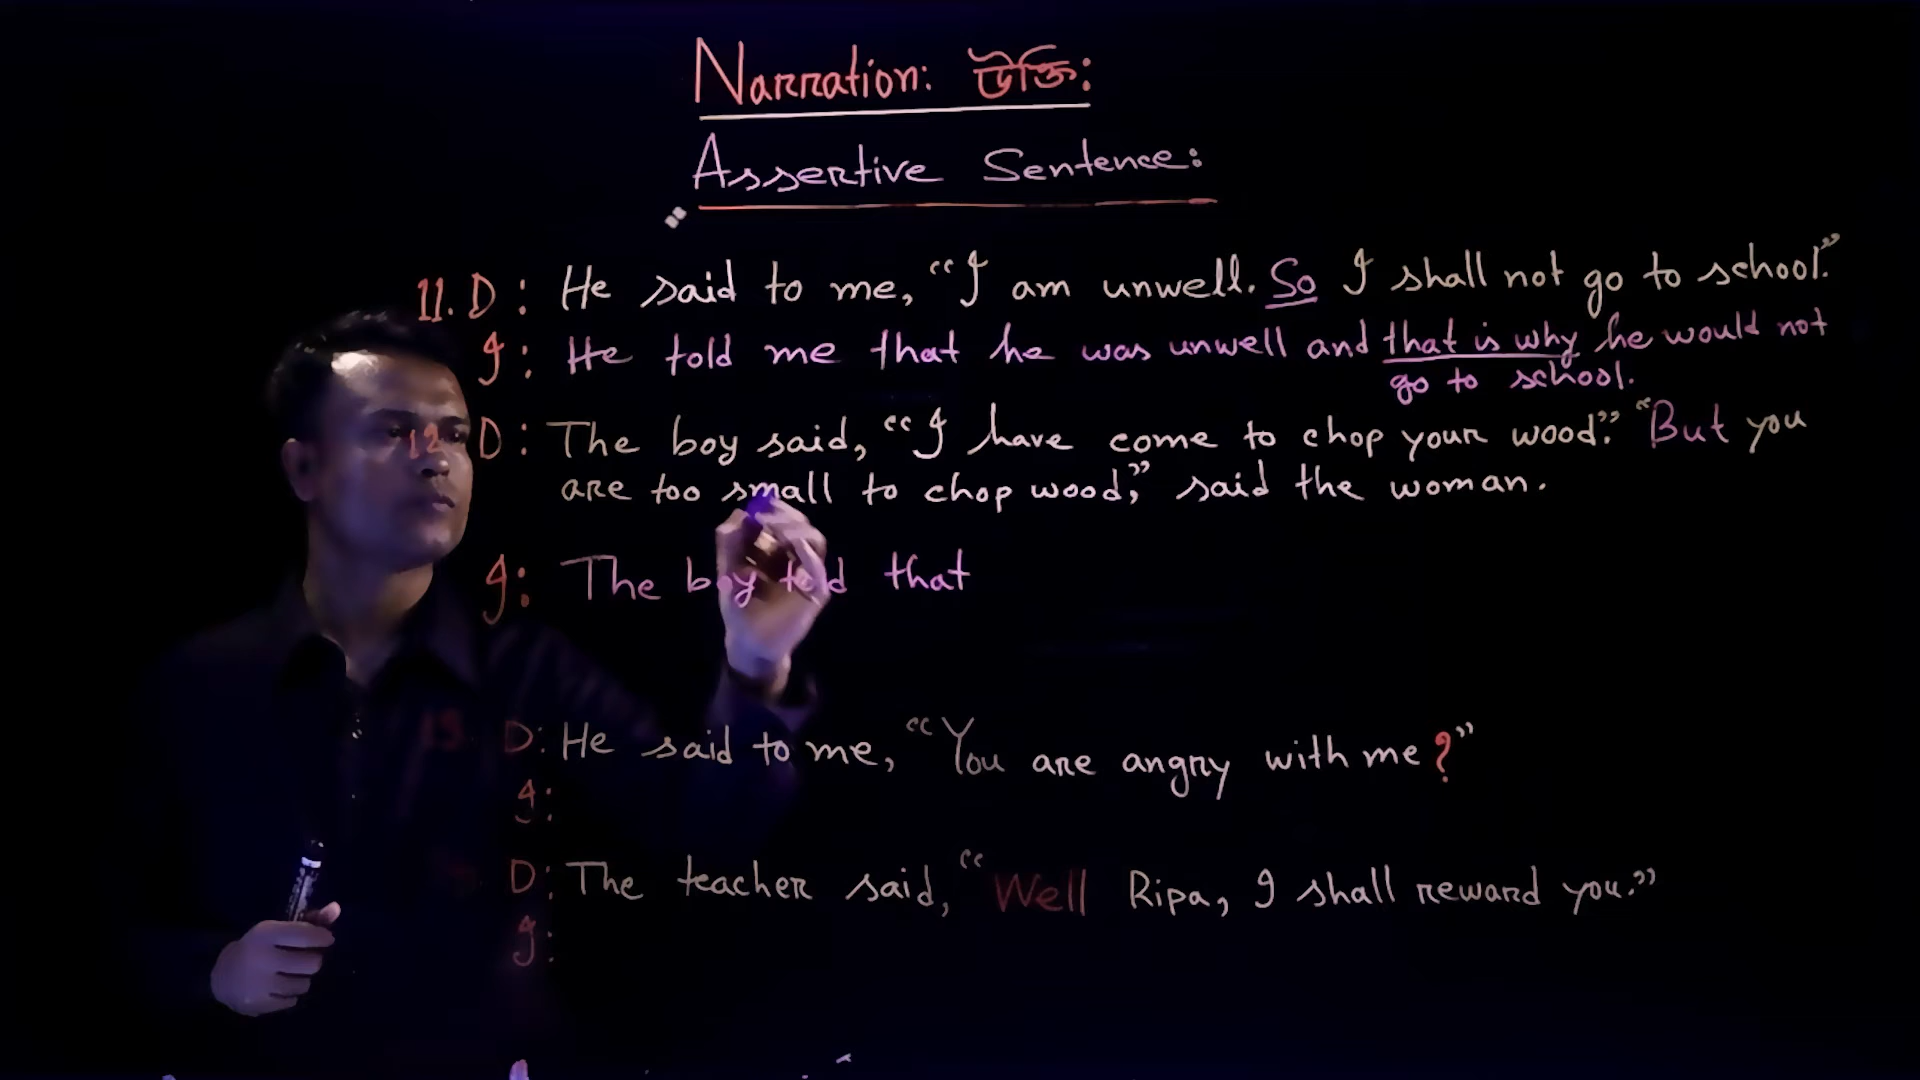 Narration: উক্তি:
Assertive Sentence:
11. D: He said to me, “I am unwell. So I shall not go to school.”
I: He told me that he was unwell and that is why he would not
go to school.
12 D: The boy said, “I have come to chop your wood.” “But you
are too small to chop wood,” said the woman.
I: The boy told that
13. D: He said to me, “You are angry with me?”
I:
D: The teacher said, “Well Ripa, I shall reward you.”
I: